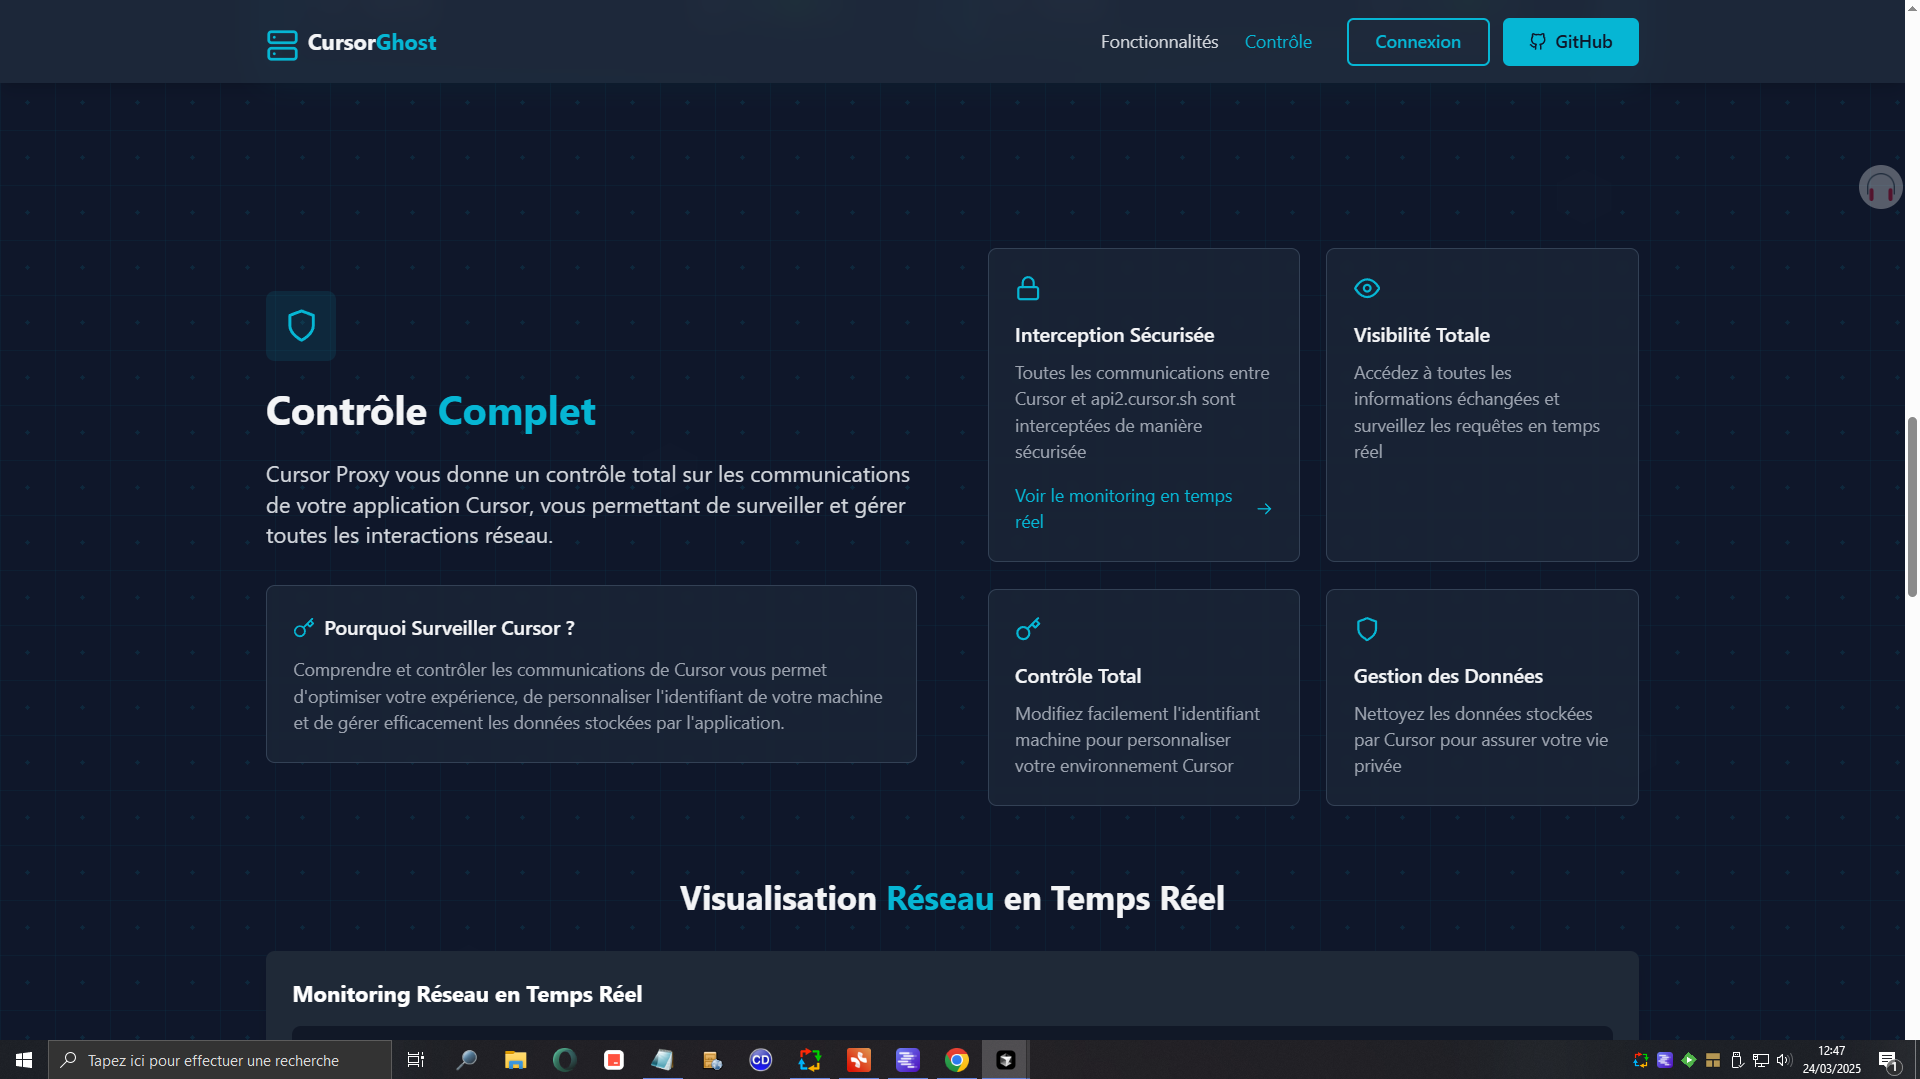 CursorGhost
Fonctionnalités
Contrôle
Connexion
GitHub
Contrôle Complet
Cursor Proxy vous donne un contrôle total sur les communications
de votre application Cursor, vous permettant de surveiller et gérer
toutes les interactions réseau.
Pourquoi Surveiller Cursor ?
Comprendre et contrôler les communications de Cursor vous permet
d'optimiser votre expérience, de personnaliser l'identifiant de votre machine
et de gérer efficacement les données stockées par l'application.
Interception Sécurisée
Toutes les communications entre
Cursor et api2.cursor.sh sont
interceptées de manière
sécurisée
Voir le monitoring en temps
réel
Visibilité Totale
Accédez à toutes les
informations échangées et
surveillez les requêtes en temps
réel
Contrôle Total
Modifiez facilement l'identifiant
machine pour personnaliser
votre environnement Cursor
Gestion des Données
Nettoyez les données stockées
par Cursor pour assurer votre vie
privée
Visualisation Réseau en Temps Réel
Monitoring Réseau en Temps Réel
Tapez ici pour effectuer une recherche
CD
12:47
24/03/2025
1